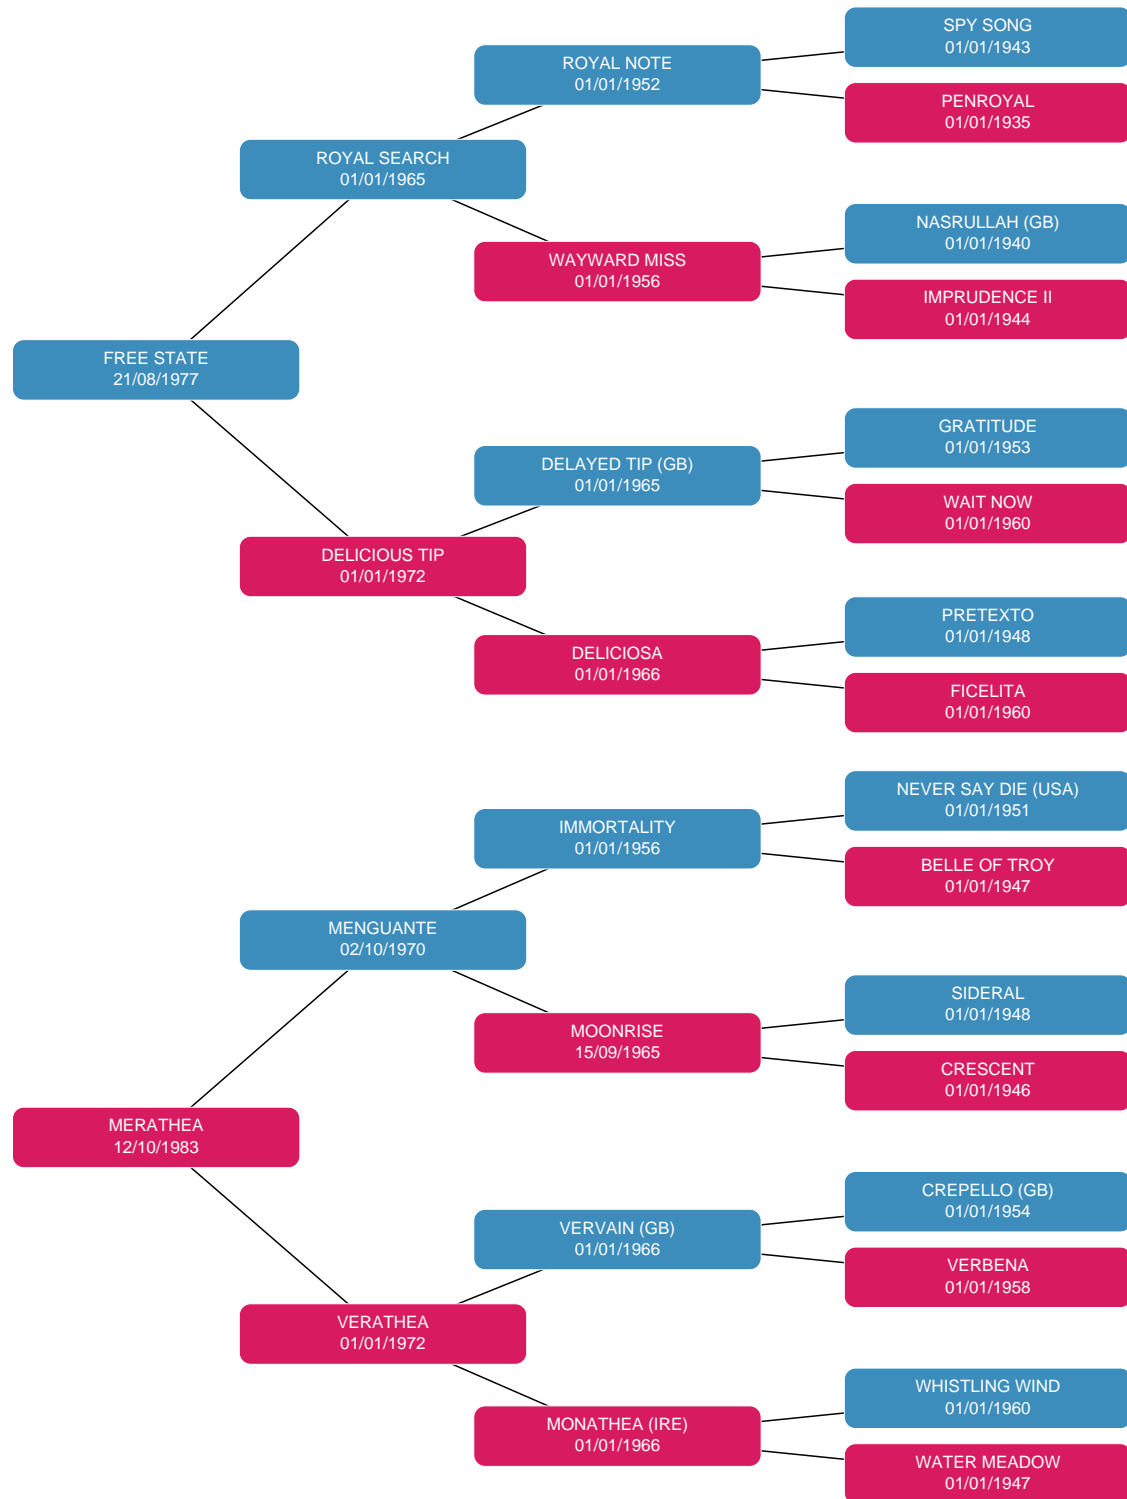 SPY SONG
01/01/1943
ROYAL NOTE
01/01/1952
PENROYAL
01/01/1935
ROYAL SEARCH
01/01/1965
NASRULLAH (GB)
01/01/1940
WAYWARD MISS
01/01/1956
IMPRUDENCE II
01/01/1944
FREE STATE
21/08/1977
GRATITUDE
01/01/1953
DELAYED TIP (GB)
01/01/1965
WAIT NOW
01/01/1960
DELICIOUS TIP
01/01/1972
PRETEXTO
01/01/1948
DELICIOSA
01/01/1966
FICELITA
01/01/1960
NEVER SAY DIE (USA)
01/01/1951
IMMORTALITY
01/01/1956
BELLE OF TROY
01/01/1947
MENGUANTE
02/10/1970
SIDERAL
01/01/1948
MOONRISE
15/09/1965
CRESCENT
01/01/1946
MERATHEA
12/10/1983
CREPELLO (GB)
01/01/1954
VERVAIN (GB)
01/01/1966
VERBENA
01/01/1958
VERATHEA
01/01/1972
WHISTLING WIND
01/01/1960
MONATHEA (IRE)
01/01/1966
WATER MEADOW
01/01/1947